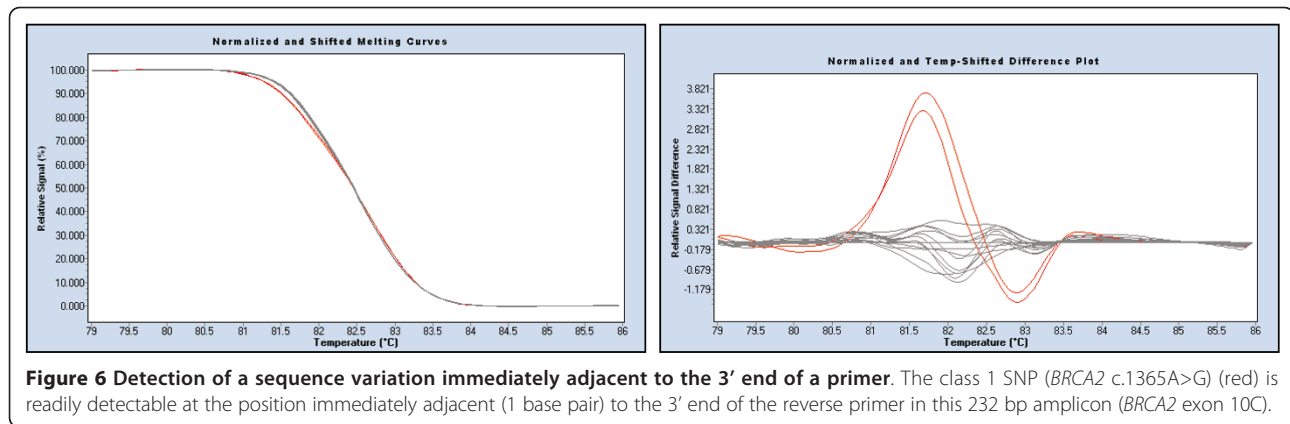 Normalized and Shifted Melting Curves
Relative Signal (%)
100.000
90.000
80.000
70.000
60.000
50.000
40.000
30.000
20.000
10.000
0.000
79 79.5 80 80.5 81 81.5 82 82.5 83 83.5 84 84.5 85 85.5 86
Temperature (°C)
Normalized and Temp-Shifted Difference Plot
Relative Signal Difference
3.821
3.321
2.821
2.321
1.821
1.321
0.821
0.321
-0.179
-0.679
-1.179
79 79.5 80 80.5 81 81.5 82 82.5 83 83.5 84 84.5 85 85.5 86
Temperature (°C)
Figure 6 Detection of a sequence variation immediately adjacent to the 3′ end of a primer. The class 1 SNP (BRCA2 c.1365A>G) (red) is
readily detectable at the position immediately adjacent (1 base pair) to the 3′ end of the reverse primer in this 232 bp amplicon (BRCA2 exon 10C).